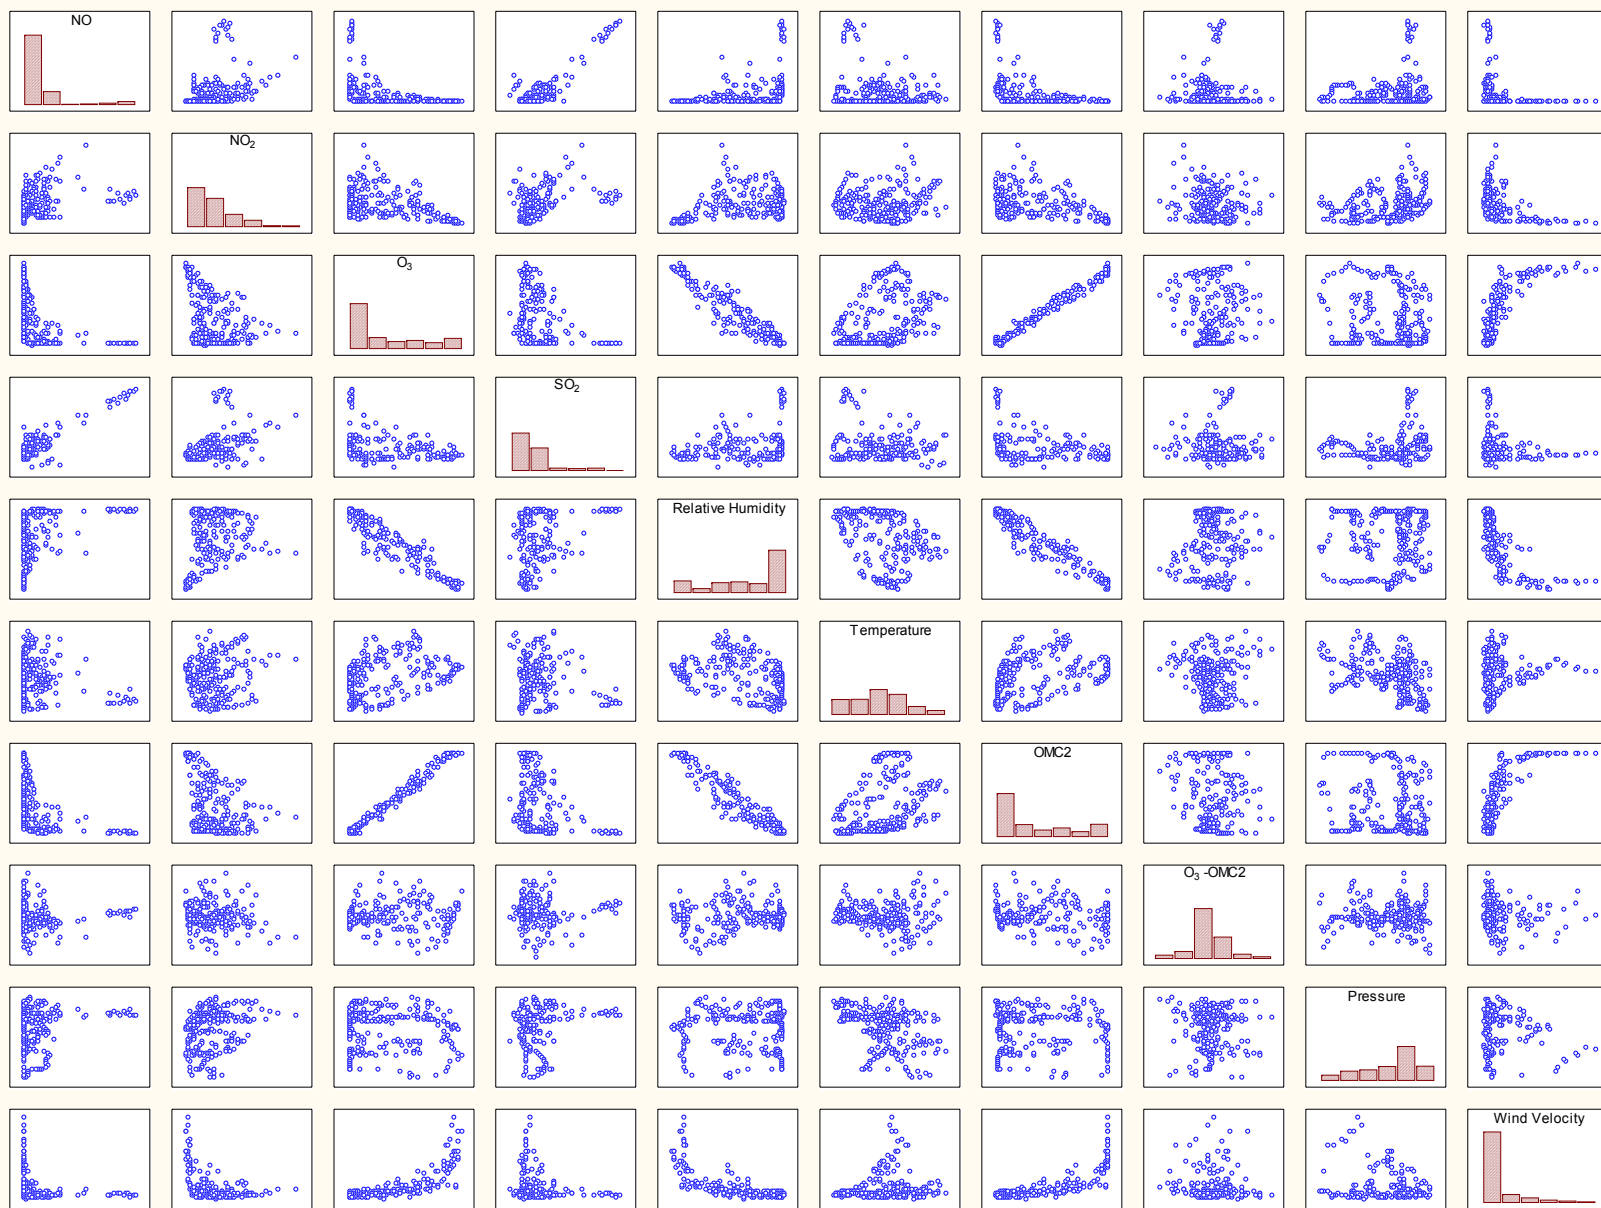 NO
NO₂
O₃
SO₂
Relative Humidity
Temperature
OMC2
O₃ -OMC2
Pressure
Wind Velocity